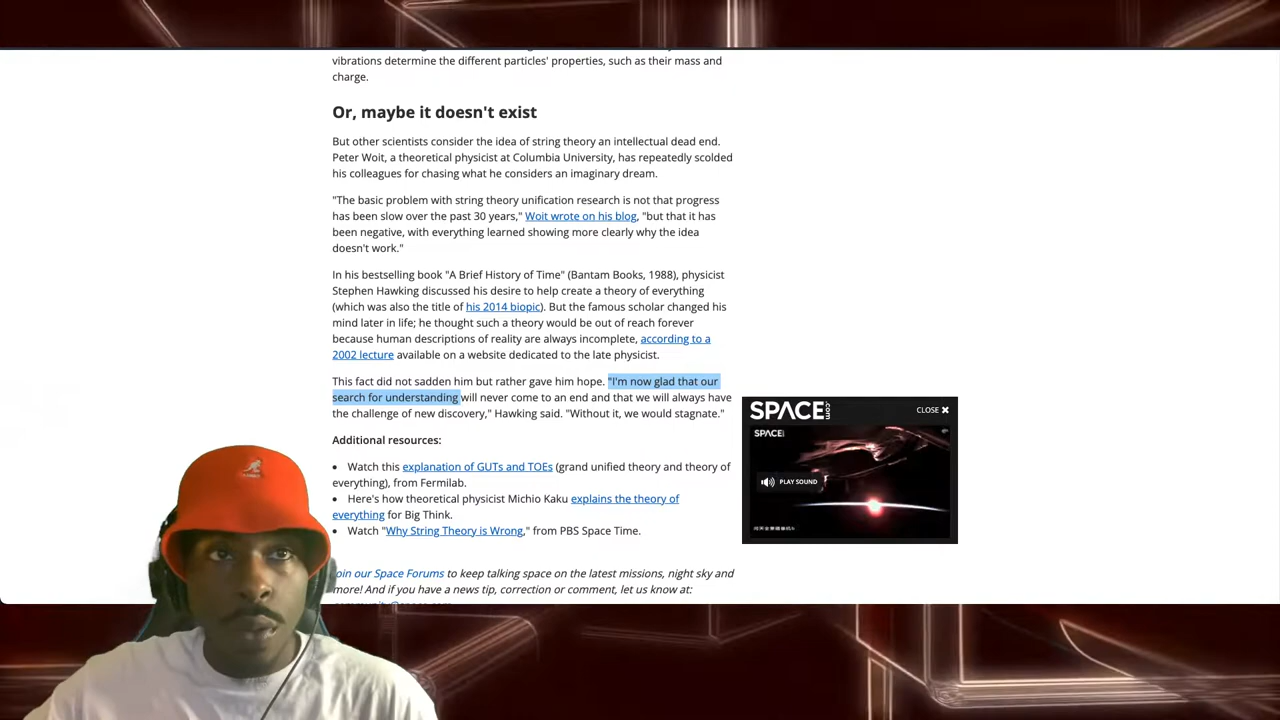 vibrations determine the different particles' properties, such as their mass and
charge.
Or, maybe it doesn't exist
But other scientists consider the idea of string theory an intellectual dead end.
Peter Woit, a theoretical physicist at Columbia University, has repeatedly scolded
his colleagues for chasing what he considers an imaginary dream.
"The basic problem with string theory unification research is not that progress
has been slow over the past 30 years," Woit wrote on his blog, "but that it has
been negative, with everything learned showing more clearly why the idea
doesn't work."
In his bestselling book "A Brief History of Time" (Bantam Books, 1988), physicist
Stephen Hawking discussed his desire to help create a theory of everything
(which was also the title of his 2014 biopic). But the famous scholar changed his
mind later in life; he thought such a theory would be out of reach forever
because human descriptions of reality are always incomplete, according to a
2002 lecture available on a website dedicated to the late physicist.
This fact did not sadden him but rather gave him hope. "I'm now glad that our
search for understanding will never come to an end and that we will always have
the challenge of new discovery," Hawking said. "Without it, we would stagnate."
Additional resources:
• Watch this explanation of GUTs and TOEs (grand unified theory and theory of
everything), from Fermilab.
• Here's how theoretical physicist Michio Kaku explains the theory of
everything for Big Think.
• Watch "Why String Theory is Wrong," from PBS Space Time.
oin our Space Forums to keep talking space on the latest missions, night sky and
more! And if you have a news tip, correction or comment, let us know at:
SPACE.com
CLOSE ✖
SPACE
PLAY SOUND
KANGOL